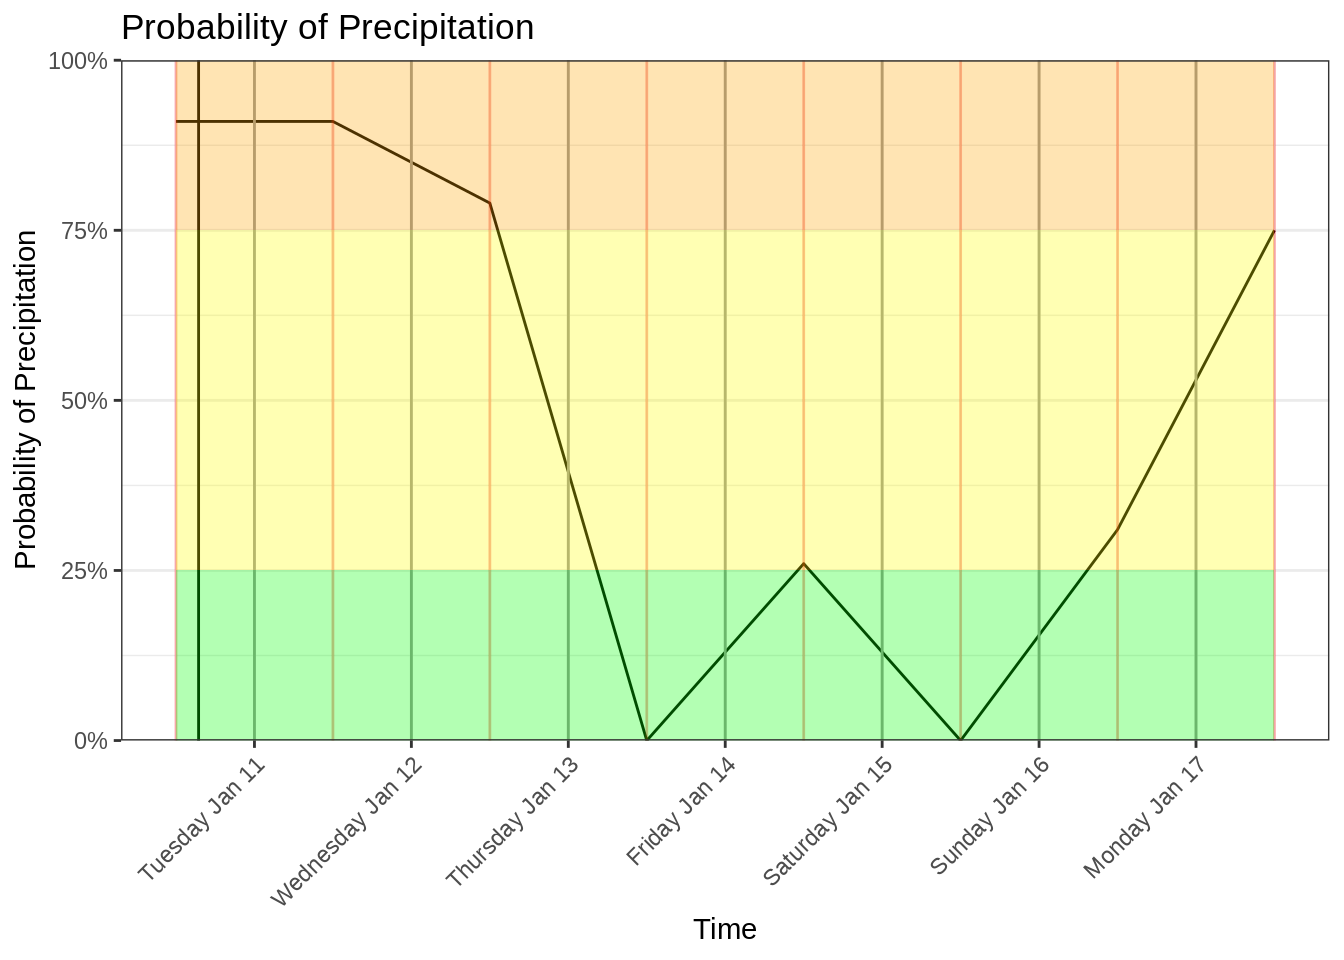 Probability of Precipitation
Probability of Precipitation
100%
75%
50%
25%
0%
Tuesday Jan 11
Wednesday Jan 12
Thursday Jan 13
Friday Jan 14
Saturday Jan 15
Sunday Jan 16
Monday Jan 17
Time